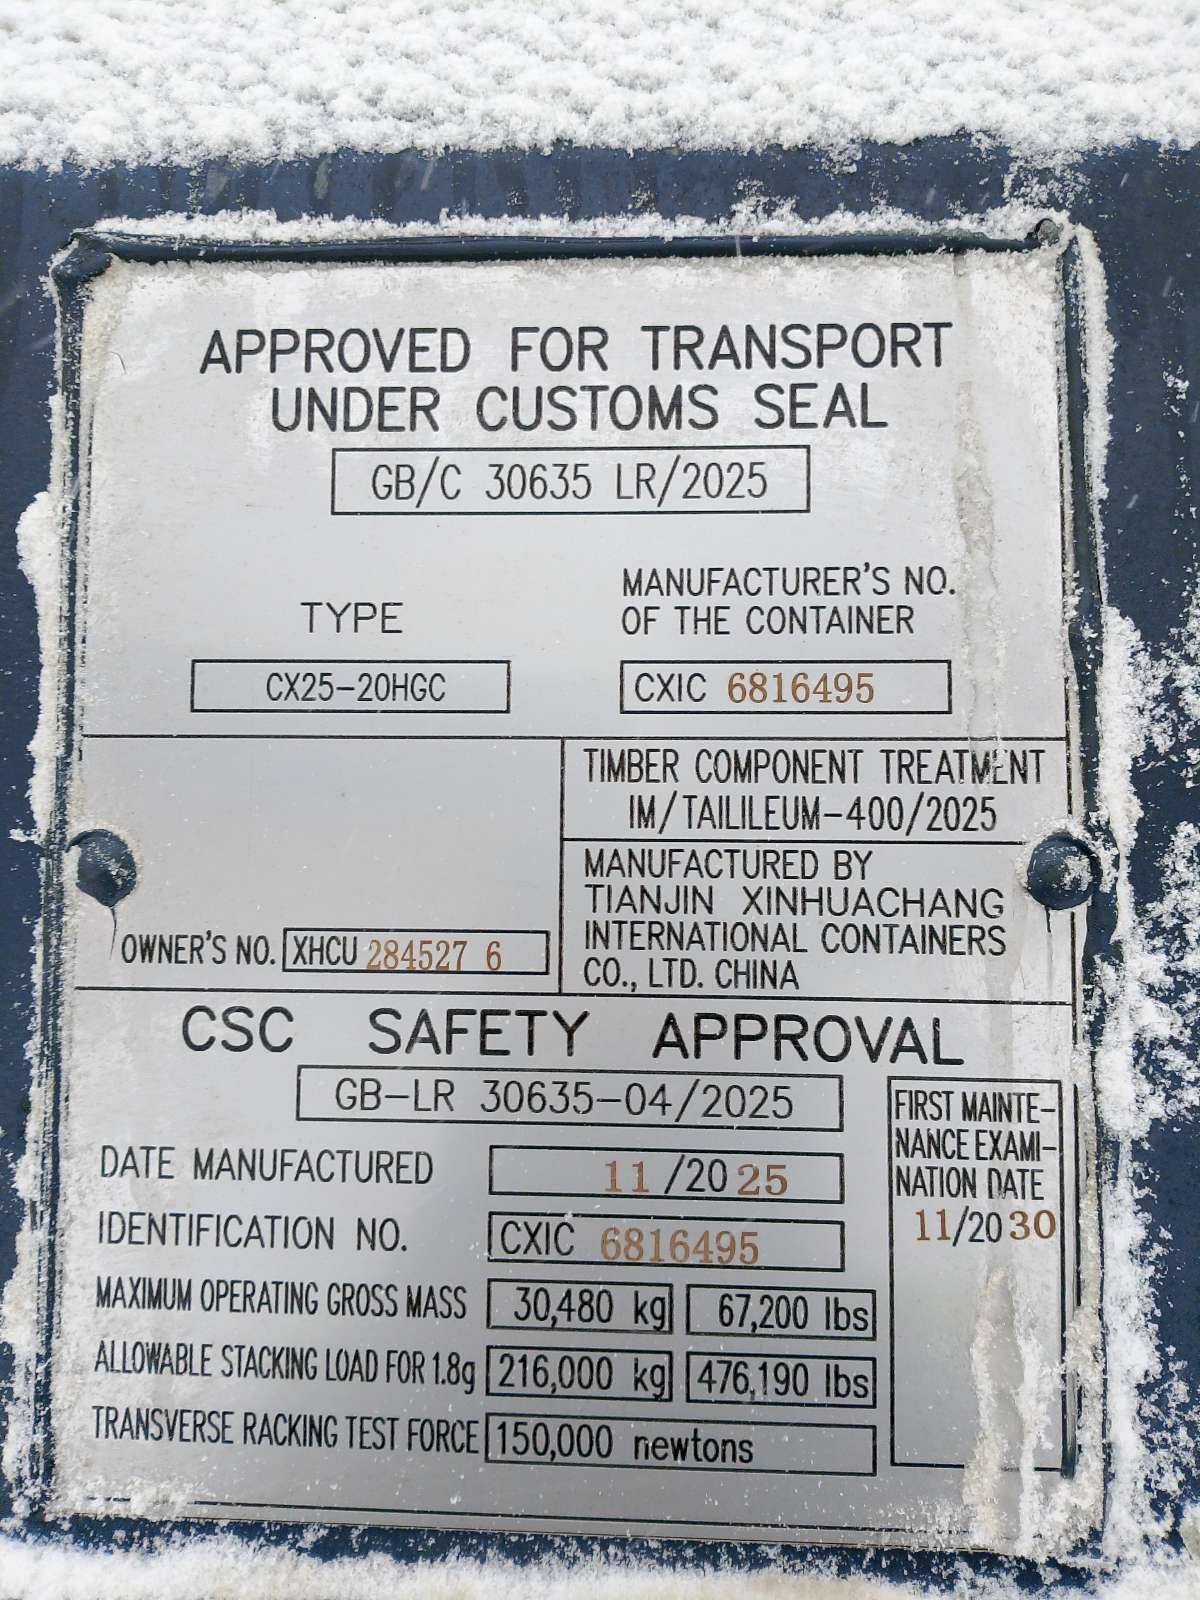 APPROVED FOR TRANSPORT
UNDER CUSTOMS SEAL
GB/C 30635 LR/2025
TYPE
CX25-20HGC
MANUFACTURER'S NO.
OF THE CONTAINER
CXIC 6816495
TIMBER COMPONENT TREATMENT
IM/TAILILEUM-400/2025
MANUFACTURED BY
TIANJIN XINHUACHANG
INTERNATIONAL CONTAINERS
CO., LTD. CHINA
OWNER'S NO. XHCU 284527 6
CSC SAFETY APPROVAL
GB-LR 30635-04/2025
DATE MANUFACTURED 11/2025
IDENTIFICATION NO. CXIC 6816495
MAXIMUM OPERATING GROSS MASS 30,480 kg 67,200 lbs
ALLOWABLE STACKING LOAD FOR 1.8g 216,000 kg 476,190 lbs
TRANSVERSE RACKING TEST FORCE 150,000 newtons
FIRST MAINTE-
NANCE EXAMI-
NATION DATE
11/2030